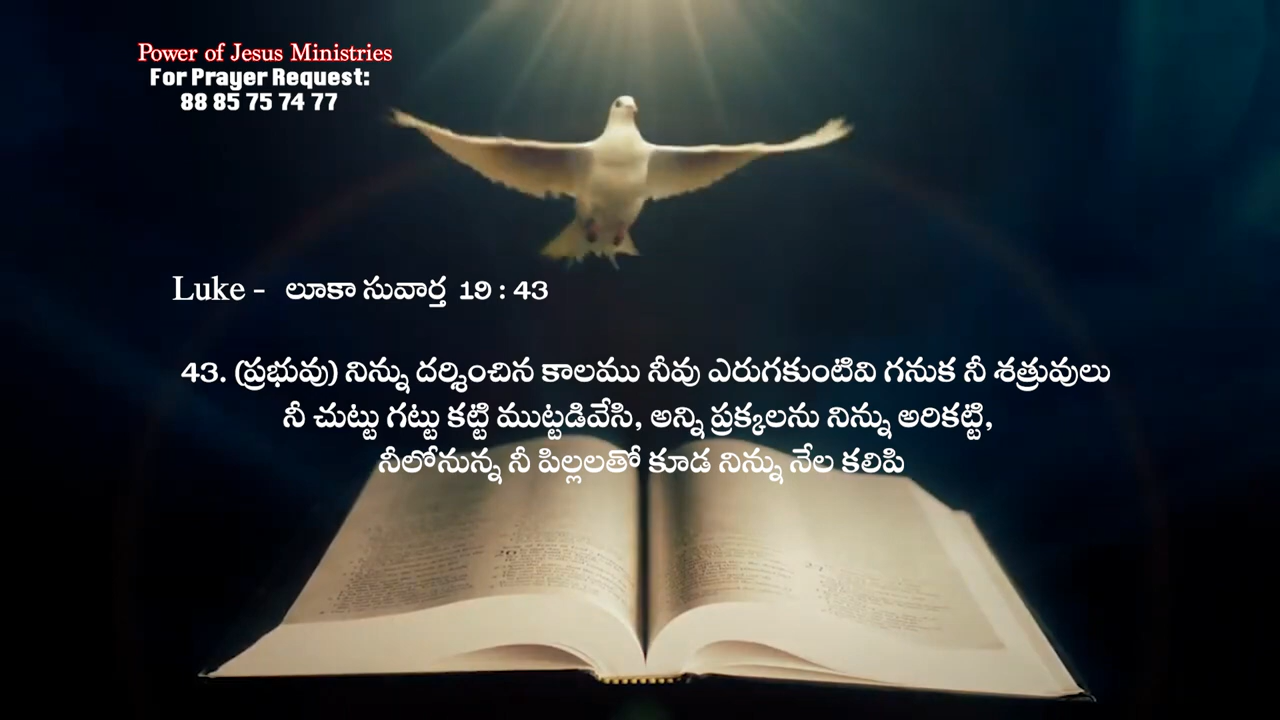 Power of Jesus Ministries
For Prayer Request:
88 85 75 74 77
Luke - లూకా సువార్త 19 : 43
43. (ప్రభువు) నిన్ను దర్శించిన కాలము నీవు ఎరుగకుంటివి గనుక నీ శత్రువులు
నీ చుట్టు గట్టు కట్టి ముట్టడివేసి, అన్ని ప్రక్కలను నిన్ను అరికట్టి,
నీలోనున్న నీ పిల్లలతో కూడ నిన్ను నేల కలిపి